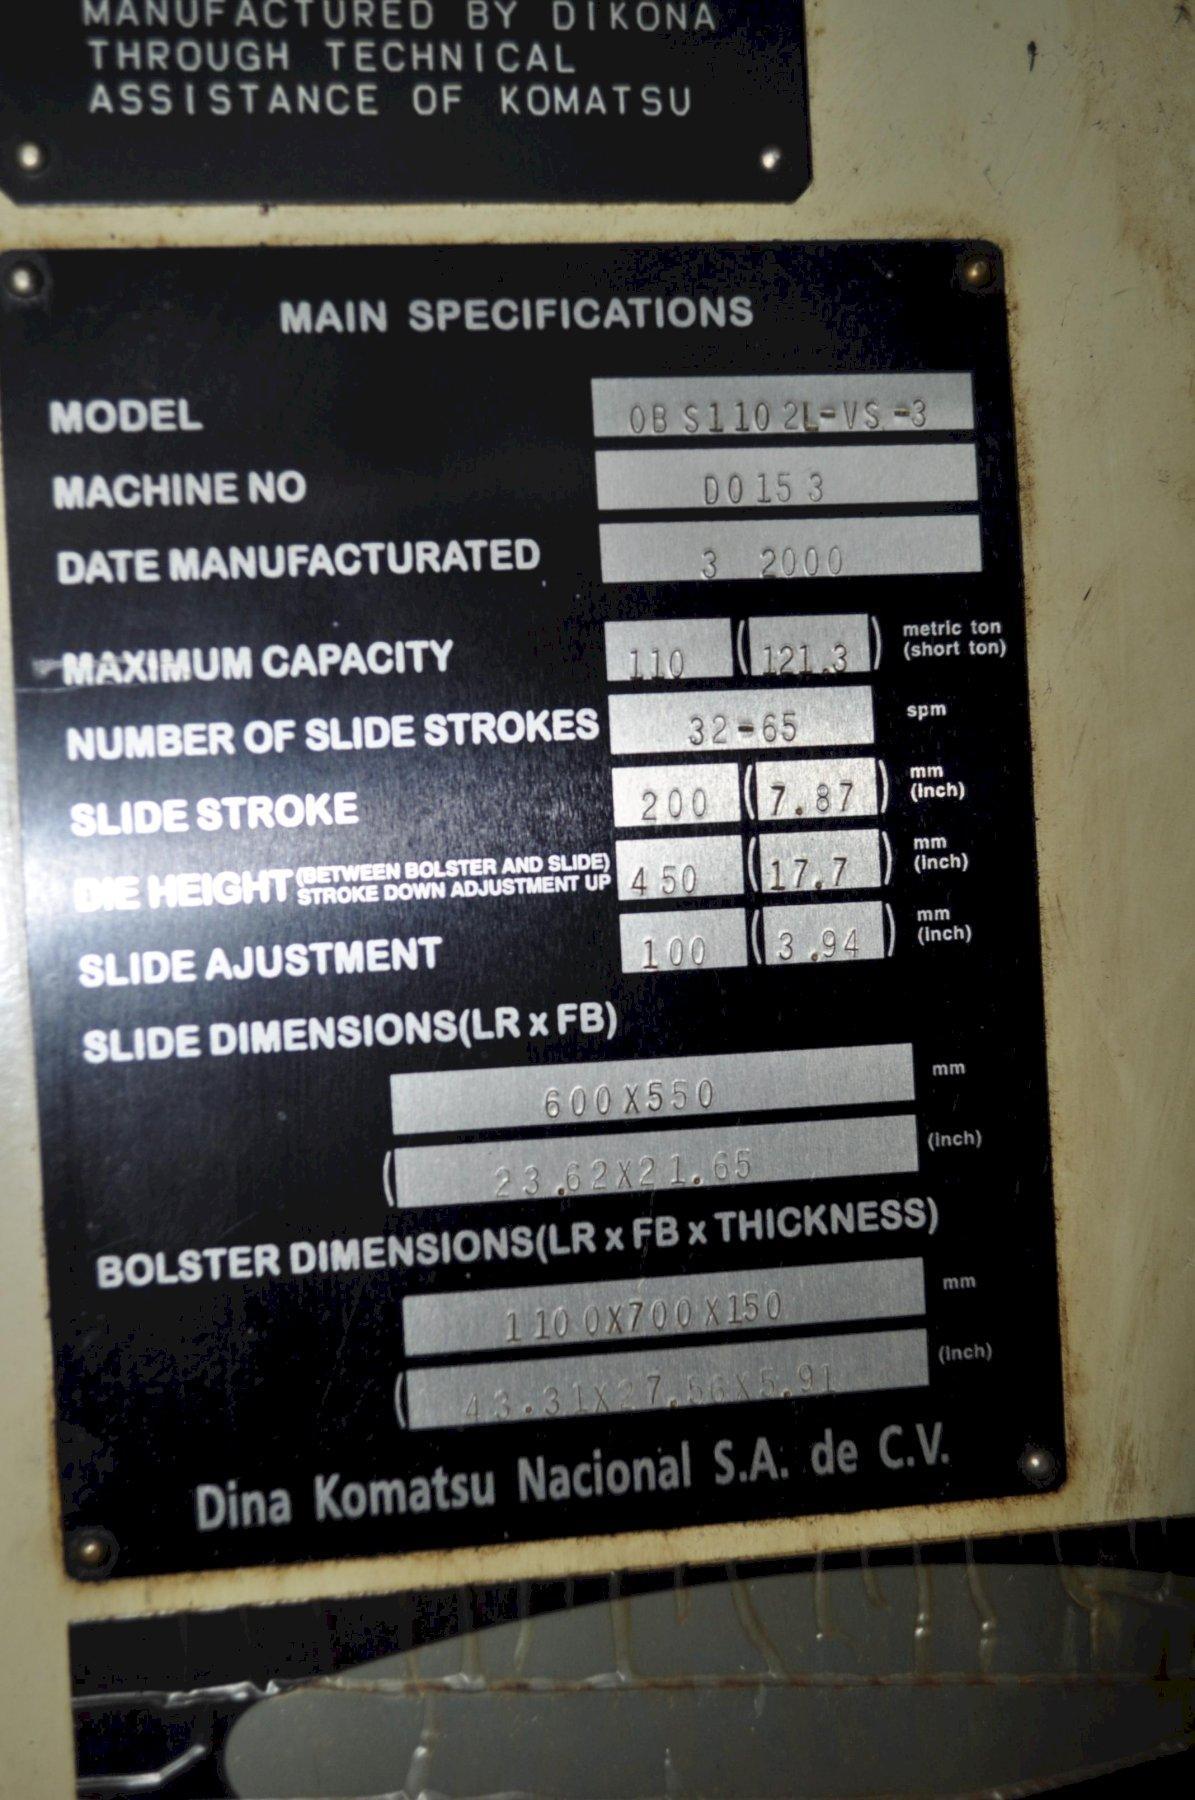 MANUFACTURED BY DIKONA
THROUGH TECHNICAL
ASSISTANCE OF KOMATSU
MAIN SPECIFICATIONS
MODEL OBS1102L-VS-3
MACHINE NO D0153
DATE MANUFACTURATED 3 2000
MAXIMUM CAPACITY 110 (121.3) metric ton (short ton)
NUMBER OF SLIDE STROKES 32-65 spm
SLIDE STROKE 200 (7.87) mm (inch)
DIE HEIGHT (BETWEEN BOLSTER AND SLIDE) STROKE DOWN ADJUSTMENT UP 450 (17.7) mm (inch)
SLIDE AJUSTMENT 100 (3.94) mm (inch)
SLIDE DIMENSIONS(LR x FB)
600X550 mm
(23.62X21.65 (inch)
BOLSTER DIMENSIONS(LR x FB x THICKNESS)
1100X700X150 mm
(43.31X27.56X5.91 (inch)
Dina Komatsu Nacional S.A. de C.V.